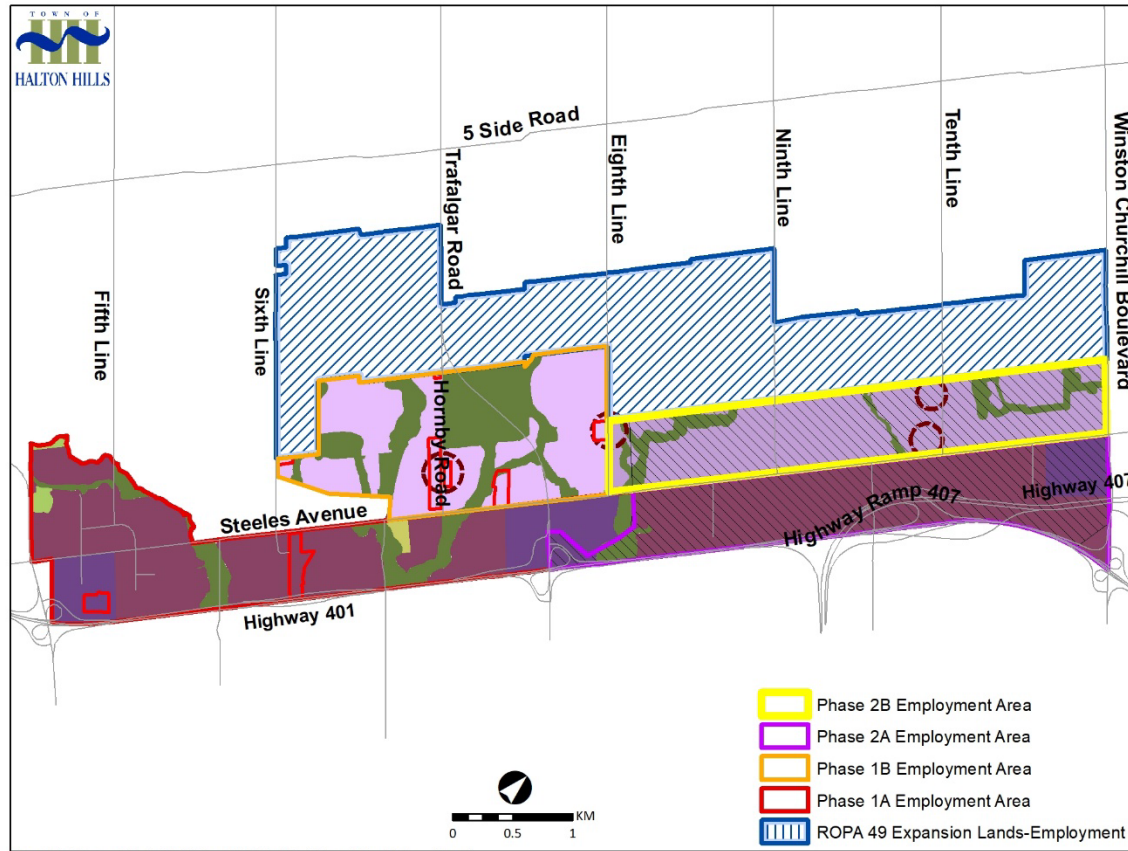 TOWN OF
HALTON HILLS
5 Side Road
Trafalgar Road
Eighth Line
Ninth Line
Tenth Line
Winston Churchill Boulevard
Fifth Line
Sixth Line
Hornby Road
Steeles Avenue
Highway Ramp 407
Highway 407
Highway 401
Phase 2B Employment Area
Phase 2A Employment Area
Phase 1B Employment Area
Phase 1A Employment Area
ROPA 49 Expansion Lands-Employment
KM
0 0.5 1